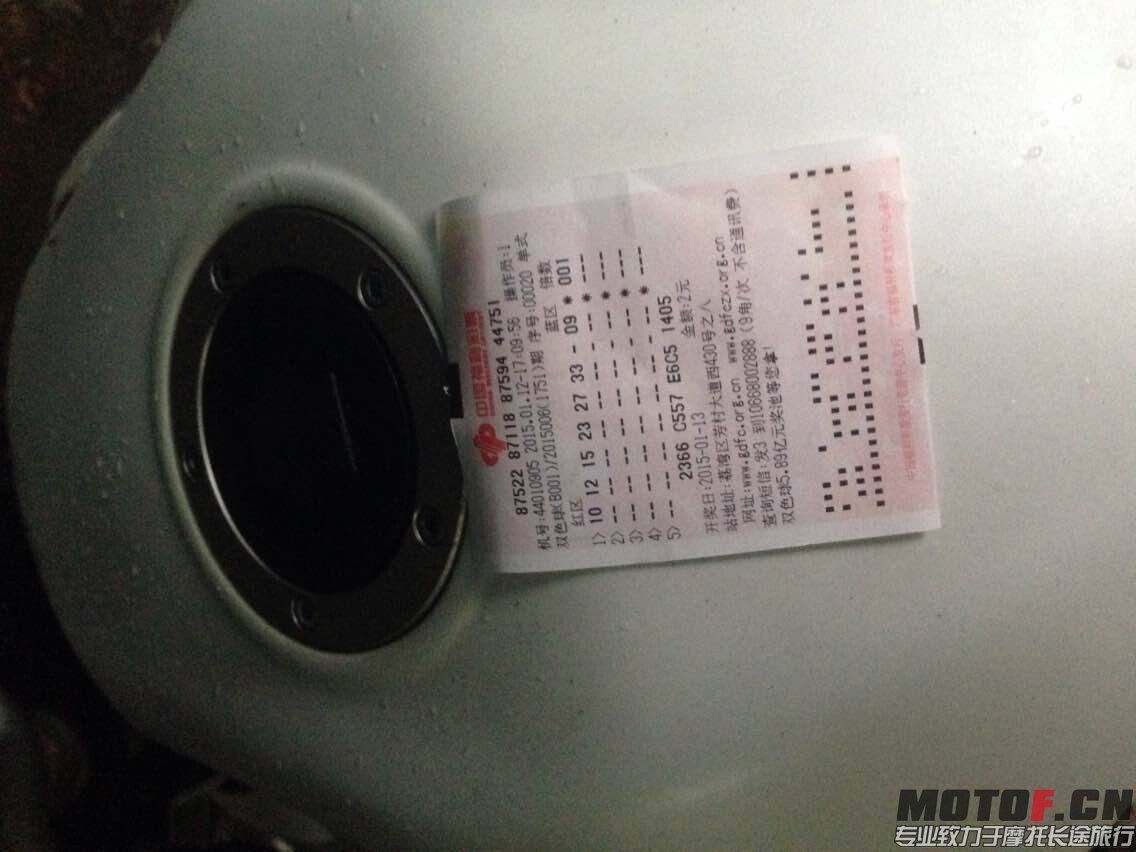 中国福利彩票
87522 87118 87594 44751
机号:44010905 2015.01.12-17:09:56 操作员:1
双色球(B001)/2015006(1751)期 序号:00020 单式
红区 蓝区 倍数
1> 10 12 15 23 27 33 - 09 * 001
2> -- -- -- -- -- -- - -- * ---
3> -- -- -- -- -- -- - -- * ---
4> -- -- -- -- -- -- - -- * ---
5> -- -- -- -- -- -- - -- * ---
2366 C557 E6C5 1405
开奖日:2015-01-13 金额:2元
站地址:荔湾区芳村大道西430号之八
网址:www.gdfc.org.cn www.gdfczx.org.cn
查询短信:发3 到10668002888 (9角/次 不含通讯费)
双色球5.89亿元奖池等您拿!
MOTOF.CN
专业致力于摩托长途旅行